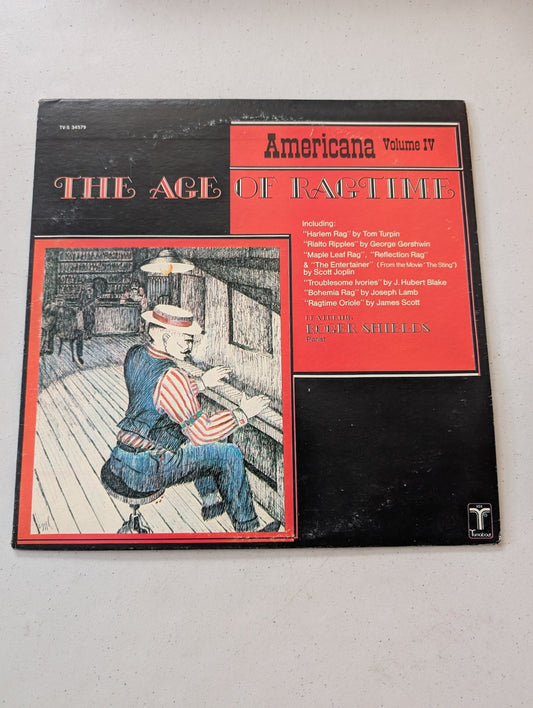 TV-S 34579
Americana Volume IV
THE AGE OF RAGTIME
Including:
"Harlem Rag" by Tom Turpin
"Rialto Ripples" by George Gershwin
"Maple Leaf Rag", "Reflection Rag"
& "The Entertainer" (From the Movie "The Sting")
by Scott Joplin
"Troublesome Ivories" by J. Hubert Blake
"Bohemia Rag" by Joseph Lamb
"Ragtime Oriole" by James Scott
FEATURING
ROGER SHIELDS
Pianist
Turnabout